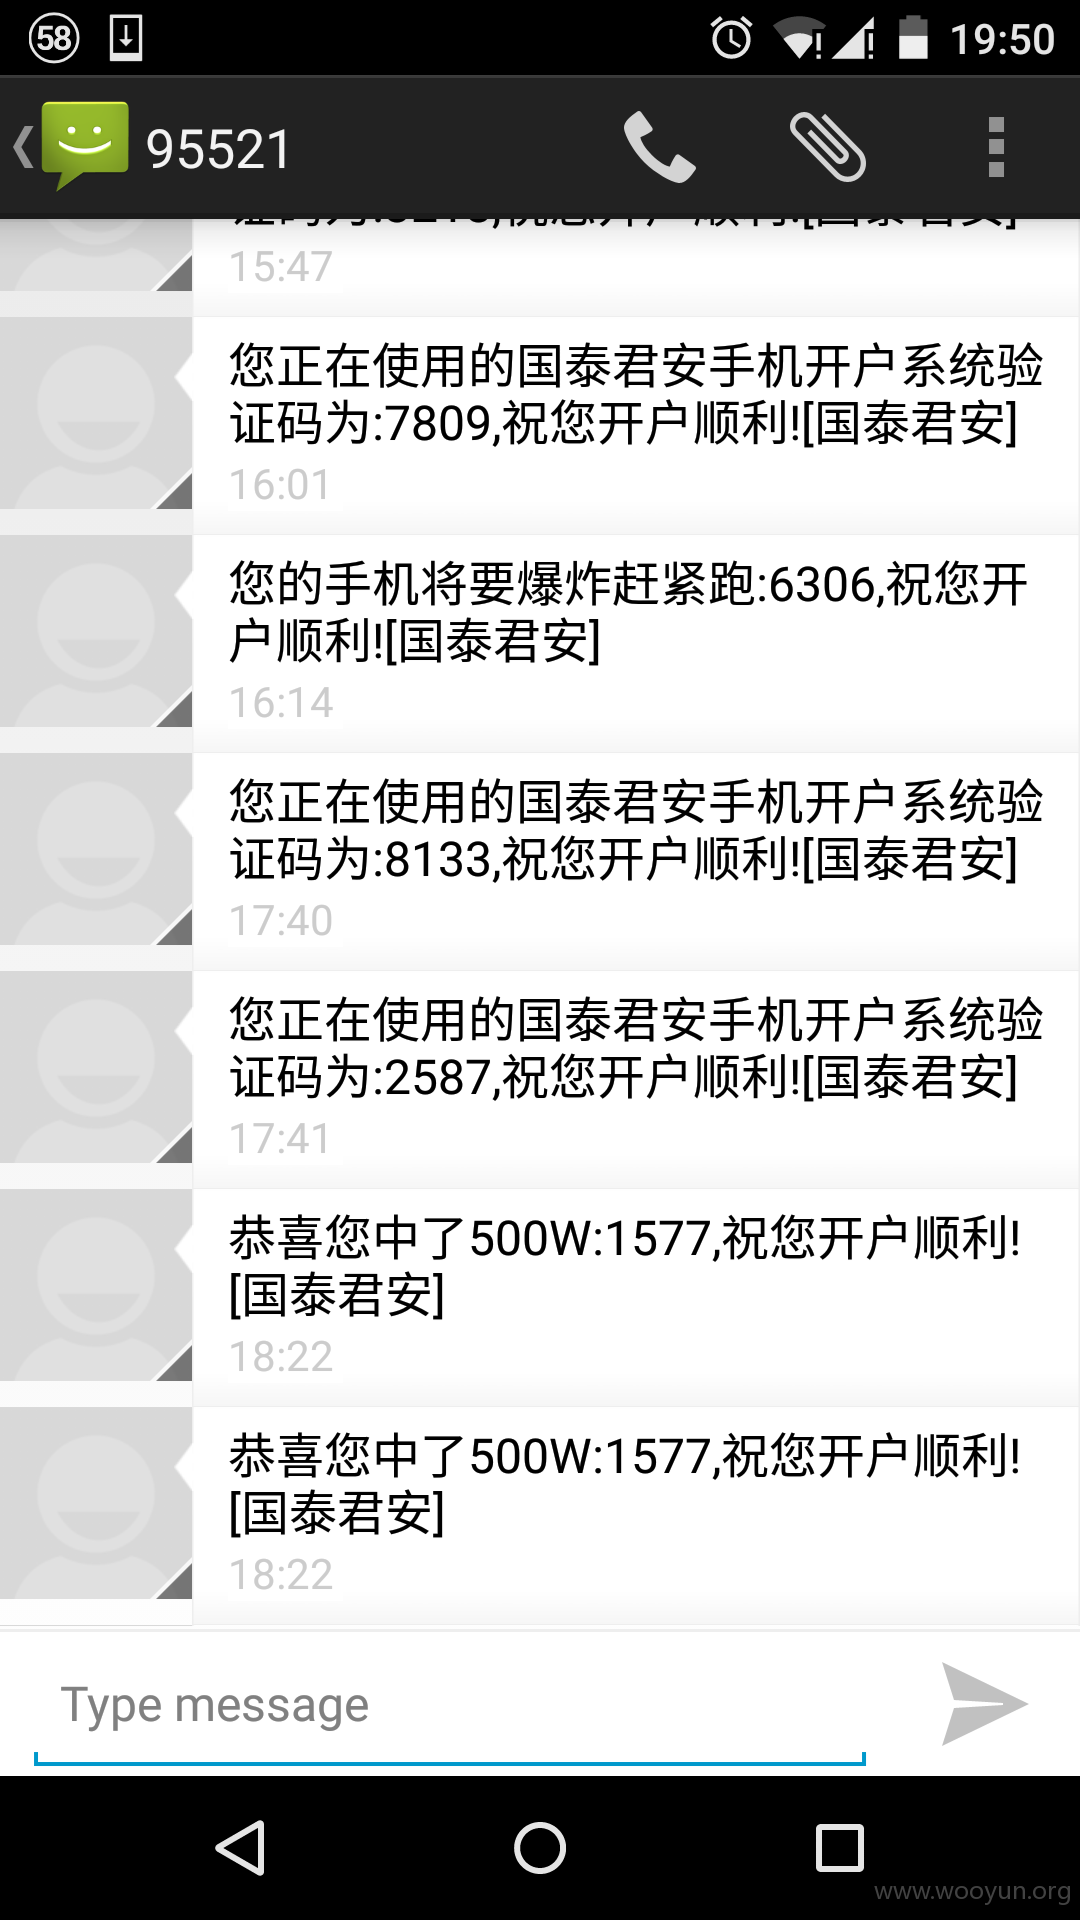 58
19:50
95521
15:47
您正在使用的国泰君安手机开户系统验
证码为:7809,祝您开户顺利![国泰君安]
16:01
您的手机将要爆炸赶紧跑:6306,祝您开
户顺利![国泰君安]
16:14
您正在使用的国泰君安手机开户系统验
证码为:8133,祝您开户顺利![国泰君安]
17:40
您正在使用的国泰君安手机开户系统验
证码为:2587,祝您开户顺利![国泰君安]
17:41
恭喜您中了500W:1577,祝您开户顺利!
[国泰君安]
18:22
恭喜您中了500W:1577,祝您开户顺利!
[国泰君安]
18:22
Type message
www.wooyun.org